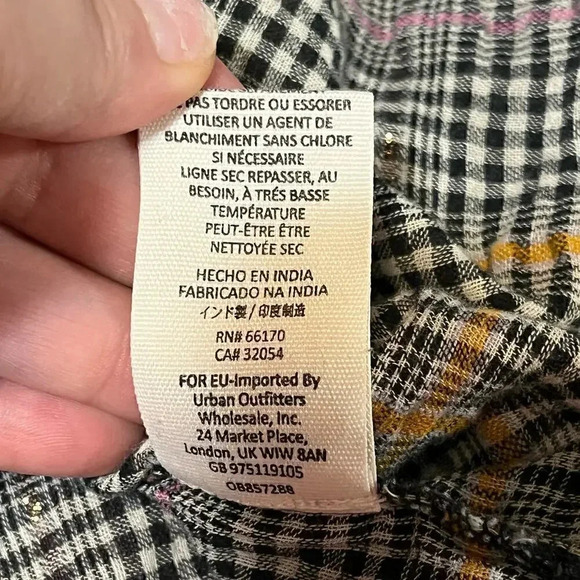 PAS TORDRE OU ESSORER
UTILISER UN AGENT DE
BLANCHIMENT SANS CHLORE
SI NÉCESSAIRE
LIGNE SEC REPASSER, AU
BESOIN, À TRÉS BASSE
TEMPÉRATURE
PEUT-ÊTRE ÊTRE
NETTOYÉE SEC
HECHO EN INDIA
FABRICADO NA INDIA
インド製 / 印度制造
RN# 66170
CA# 32054
FOR EU-Imported By
Urban Outfitters
Wholesale, Inc.
24 Market Place,
London, UK WIW 8AN
GB 975119105
OB857288